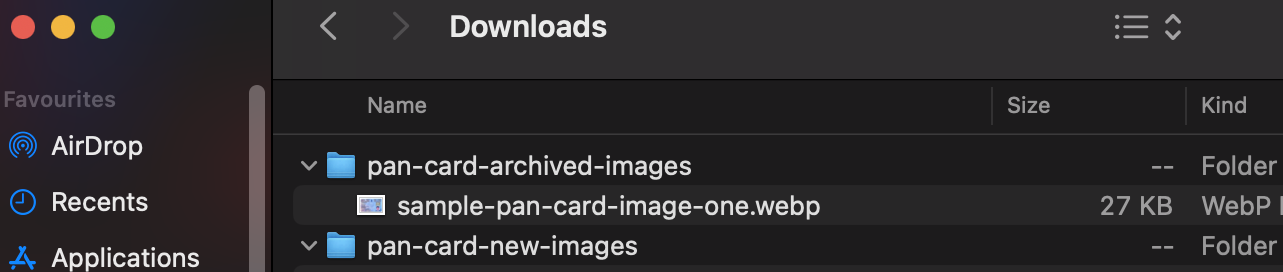 Downloads
Favourites
AirDrop
Recents
Applications
Name Size Kind
pan-card-archived-images -- Folder
sample-pan-card-image-one.webp 27 KB WebP
pan-card-new-images -- Folder